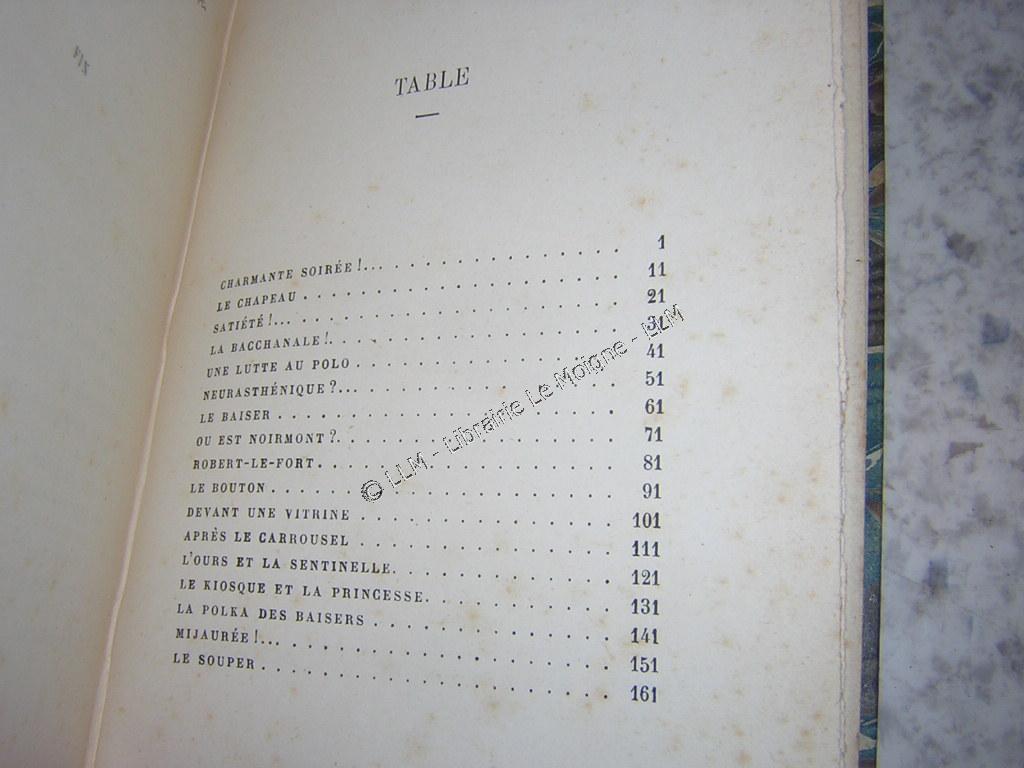 TABLE
CHARMANTE SOIRÉE !... 1
LE CHAPEAU 11
SATIÉTÉ !... 21
LA BACCHANALE ! 31
UNE LUTTE AU POLO 41
NEURASTHÉNIQUE ?... 51
LE BAISER 61
OU EST NOIRMONT ? 71
ROBERT-LE-FORT 81
LE BOUTON 91
DEVANT UNE VITRINE 101
APRÈS LE CARROUSEL 111
L'OURS ET LA SENTINELLE 121
LE KIOSQUE ET LA PRINCESSE 131
LA POLKA DES BAISERS 141
MIJAURÉE !... 151
LE SOUPER 161
© LLM - Librairie Le Moigne - LLM